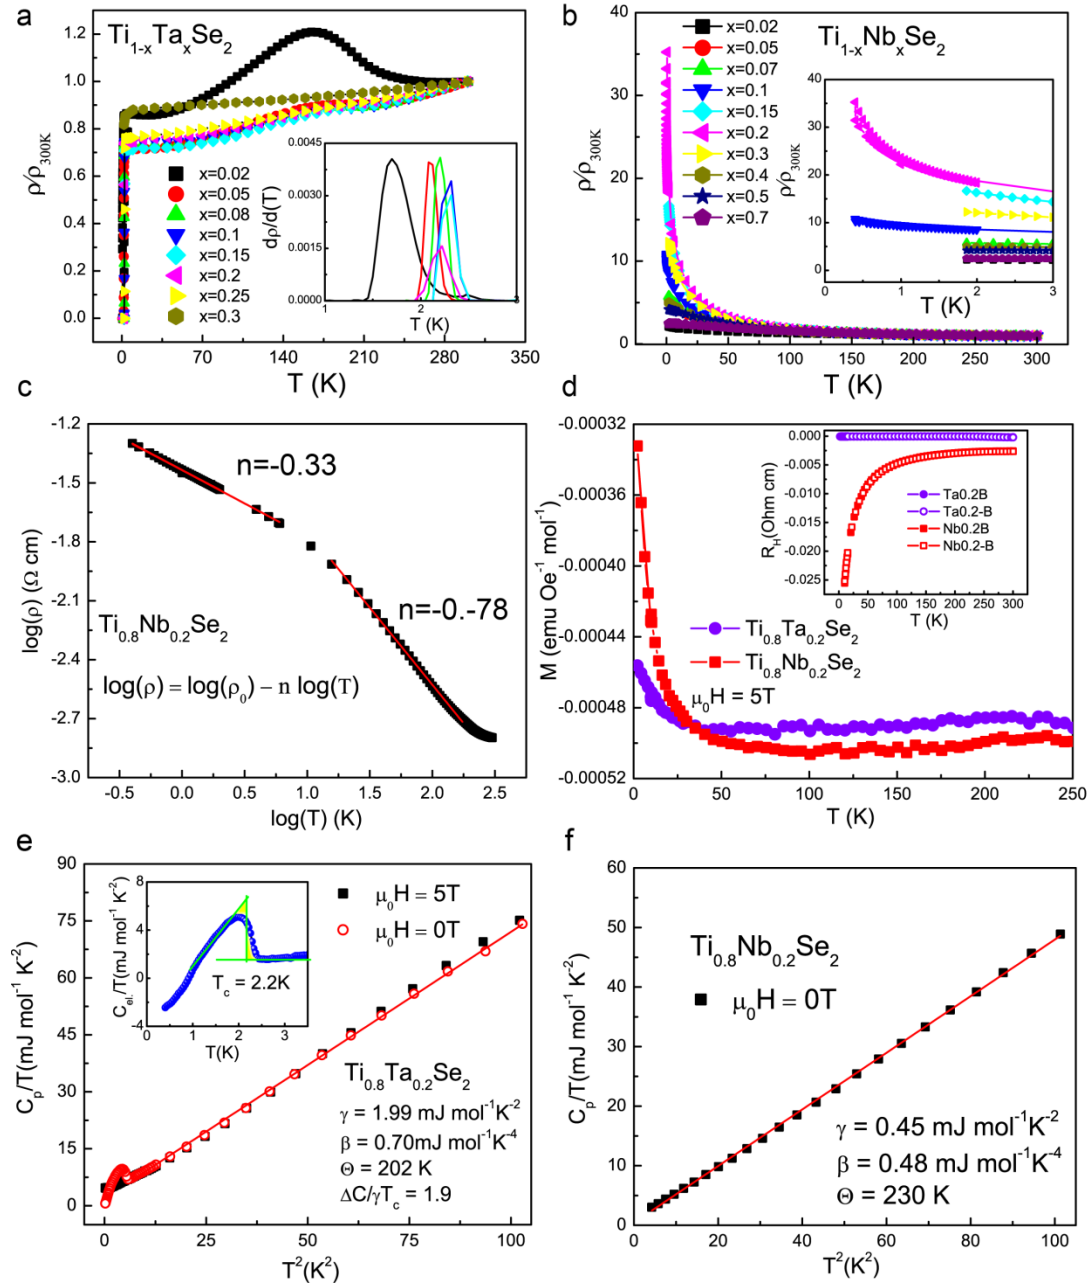 a
Ti1-xTaxSe2
ρ/ρ300K
1.2
1.0
0.8
0.6
0.4
0.2
0.0
x=0.02
x=0.05
x=0.08
x=0.1
x=0.15
x=0.2
x=0.25
x=0.3
dρ/d(T)
0.0045
0.0030
0.0015
0.0000
1 2 3
T (K)
0 70 140 210 280 350
T (K)
b
Ti1-xNbxSe2
ρ/ρ300K
40
35
30
25
20
15
10
5
0
x=0.02
x=0.05
x=0.07
x=0.1
x=0.15
x=0.2
x=0.3
x=0.4
x=0.5
x=0.7
ρ/ρ300K
40
30
20
10
0
0 1 2 3
T (K)
0 50 100 150 200 250 300
T (K)
c
log(ρ) (Ω cm)
-1.2
-1.5
-1.8
-2.1
-2.4
-2.7
-3.0
n=-0.33
n=-0.-78
Ti0.8Nb0.2Se2
log(ρ) = log(ρ0) − n log(T)
-0.5 0.0 0.5 1.0 1.5 2.0 2.5
log(T) (K)
d
M (emu Oe-1 mol-1)
-0.00032
-0.00036
-0.00040
-0.00044
-0.00048
-0.00052
RH(Ohm cm)
0.000
-0.005
-0.010
-0.015
-0.020
-0.025
Ta0.2B
Ta0.2-B
Nb0.2B
Nb0.2-B
0 50 100 150 200 250 300
T (K)
Ti0.8Ta0.2Se2
Ti0.8Nb0.2Se2
μ0H = 5T
0 50 100 150 200 250
T (K)
e
Cp/T(mJ mol-1 K-2)
90
75
60
45
30
15
0
Cel./T(mJ mol-1 K-2)
8
4
0
-4
Tc = 2.2K
0 1 2 3
T(K)
μ0H = 5T
μ0H = 0T
Ti0.8Ta0.2Se2
γ = 1.99 mJ mol-1K-2
β = 0.70mJ mol-1K-4
Θ = 202 K
ΔC/γTc = 1.9
0 25 50 75 100
T2(K2)
f
Cp/T(mJ mol-1 K-2)
60
50
40
30
20
10
0
Ti0.8Nb0.2Se2
μ0H = 0T
γ = 0.45 mJ mol-1K-2
β = 0.48 mJ mol-1K-4
Θ = 230 K
0 20 40 60 80 100
T2(K2)